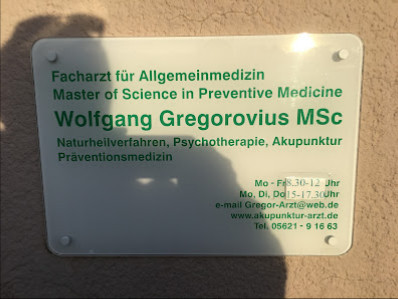 Facharzt für Allgemeinmedizin
Master of Science in Preventive Medicine
Wolfgang Gregorovius MSc
Naturheilverfahren, Psychotherapie, Akupunktur
Präventionsmedizin
Mo - Fr 8.30-12 Uhr
Mo, Di, Do 15-17.30 Uhr
e-mail Gregor-Arzt@web.de
www.akupunktur-arzt.de
Tel. 05621 - 9 16 63